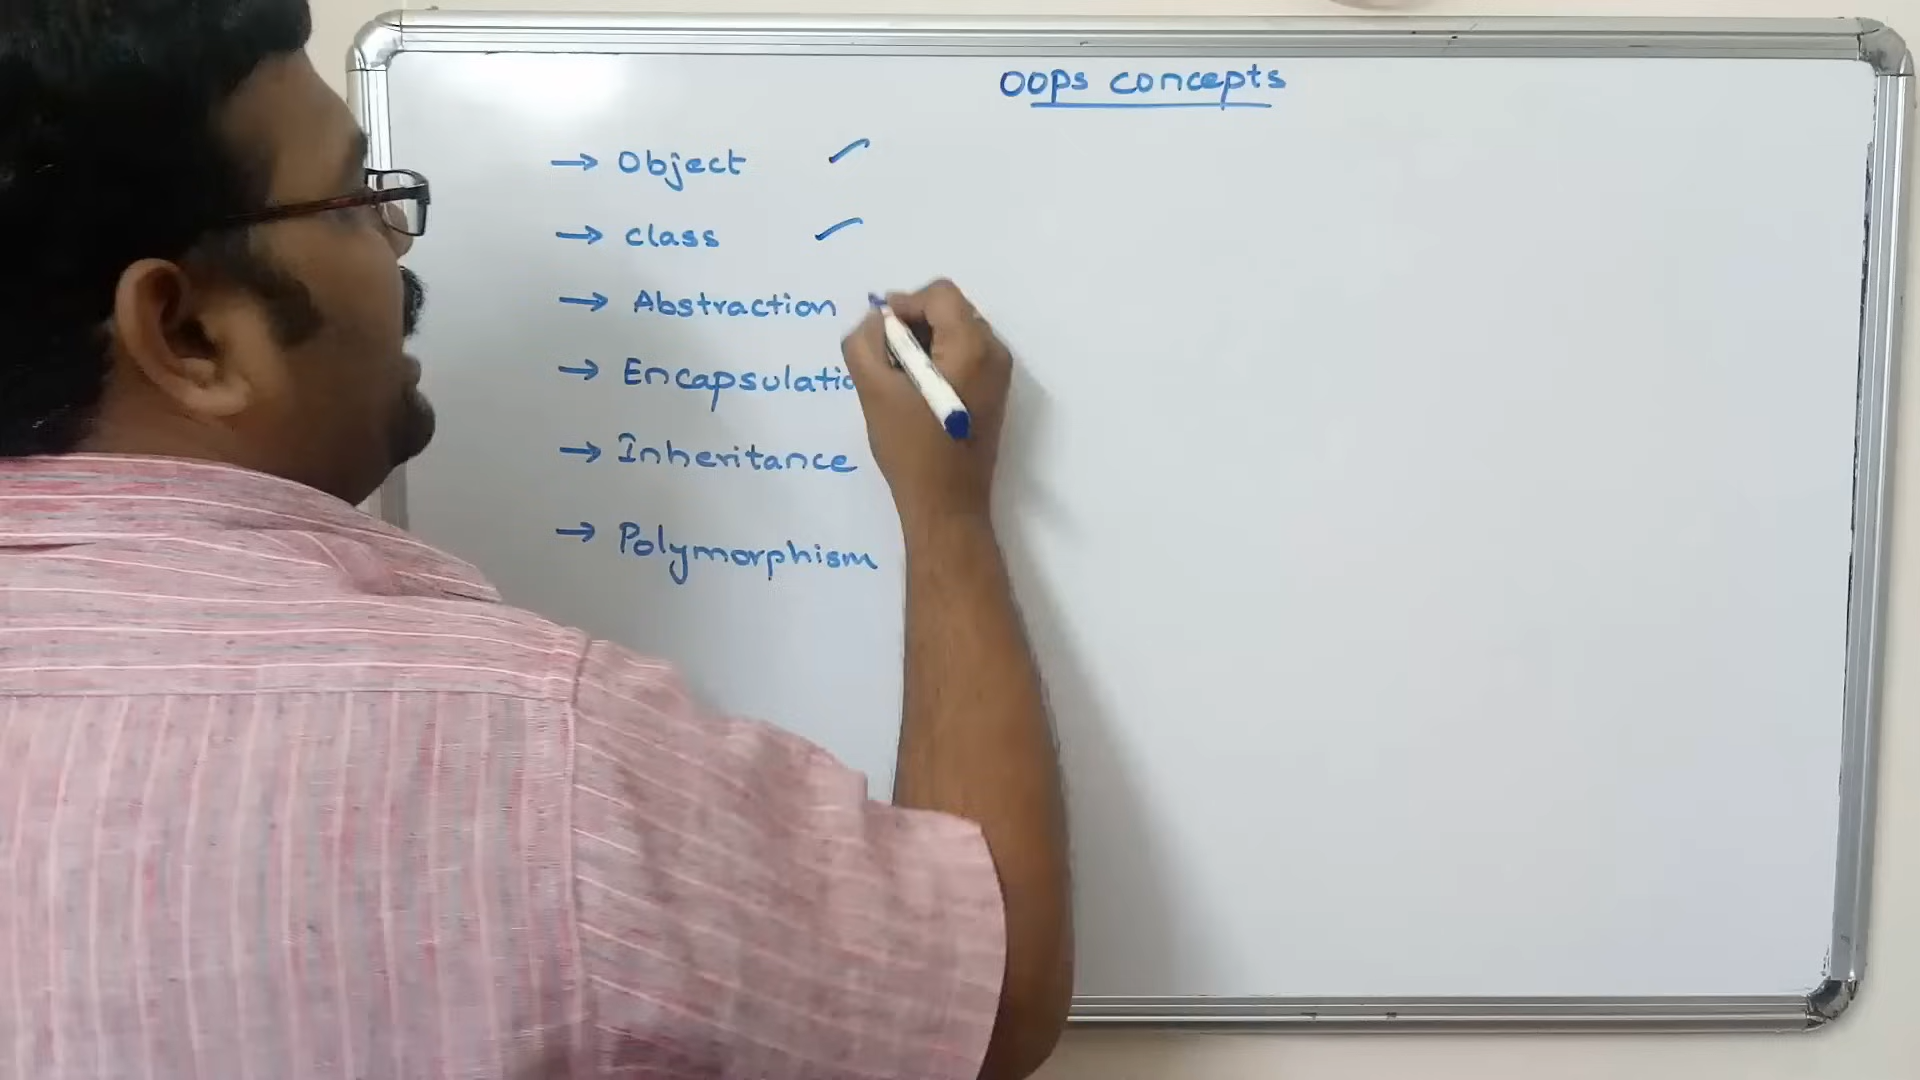 OOPs concepts
→ Object ✓
→ class ✓
→ Abstraction
→ Encapsulatio
→ Inheritance
→ Polymorphism